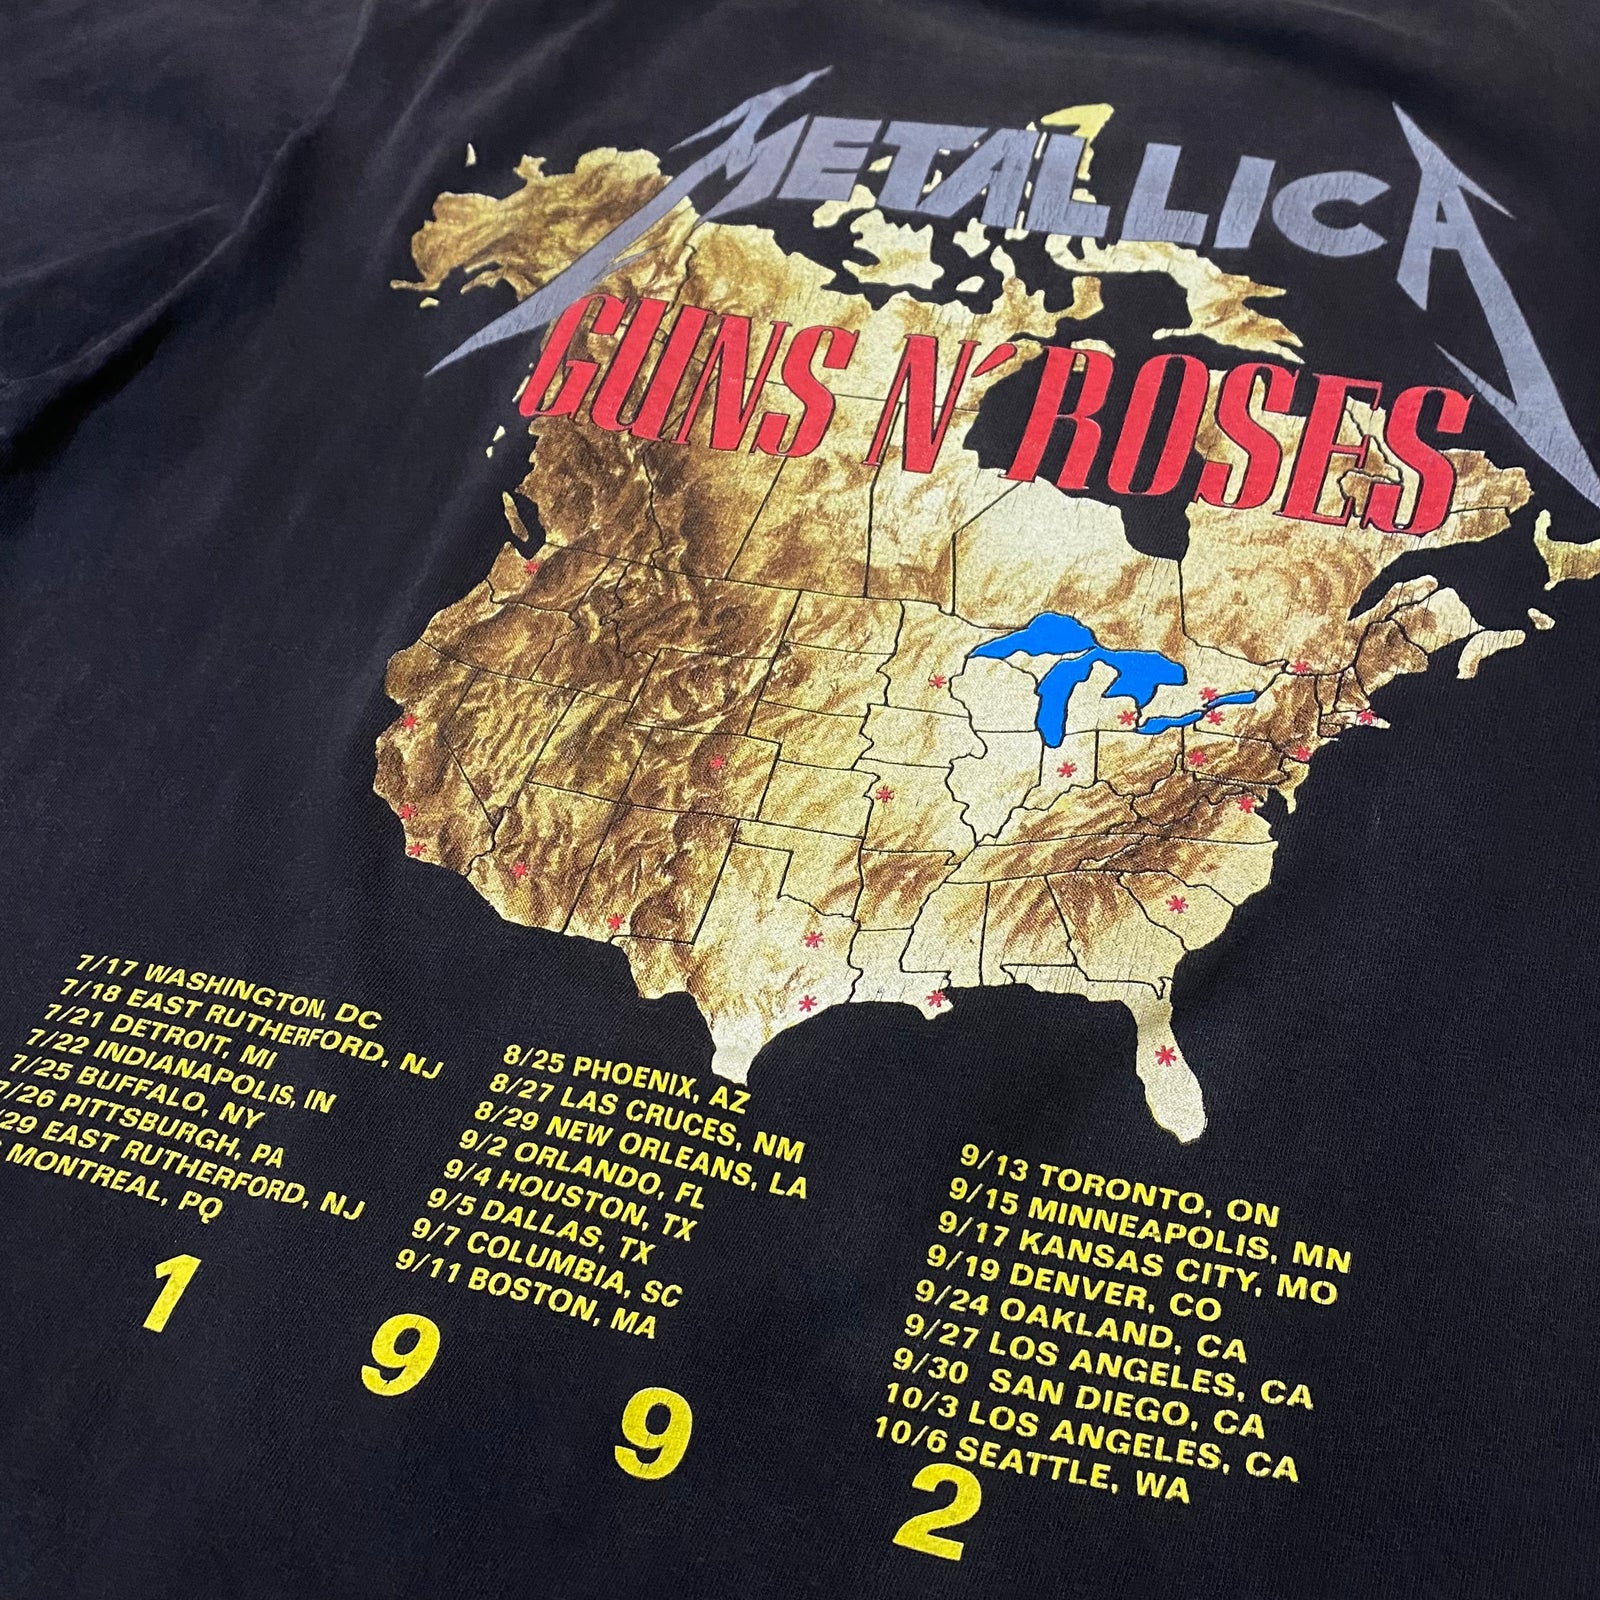 METALLICA
GUNS N' ROSES
7/17 WASHINGTON, DC
7/18 EAST RUTHERFORD, NJ
7/21 DETROIT, MI
7/22 INDIANAPOLIS, IN
7/25 BUFFALO, NY
7/26 PITTSBURGH, PA
/29 EAST RUTHERFORD, NJ
MONTREAL, PQ
8/25 PHOENIX, AZ
8/27 LAS CRUCES, NM
8/29 NEW ORLEANS, LA
9/2 ORLANDO, FL
9/4 HOUSTON, TX
9/5 DALLAS, TX
9/7 COLUMBIA, SC
9/11 BOSTON, MA
9/13 TORONTO, ON
9/15 MINNEAPOLIS, MN
9/17 KANSAS CITY, MO
9/19 DENVER, CO
9/24 OAKLAND, CA
9/27 LOS ANGELES, CA
9/30 SAN DIEGO, CA
10/3 LOS ANGELES, CA
10/6 SEATTLE, WA
1 9 9 2